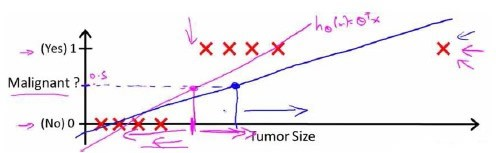 h_θ(x) = θᵀx
(Yes) 1
0.5
Malignant ?
(No) 0
Tumor Size